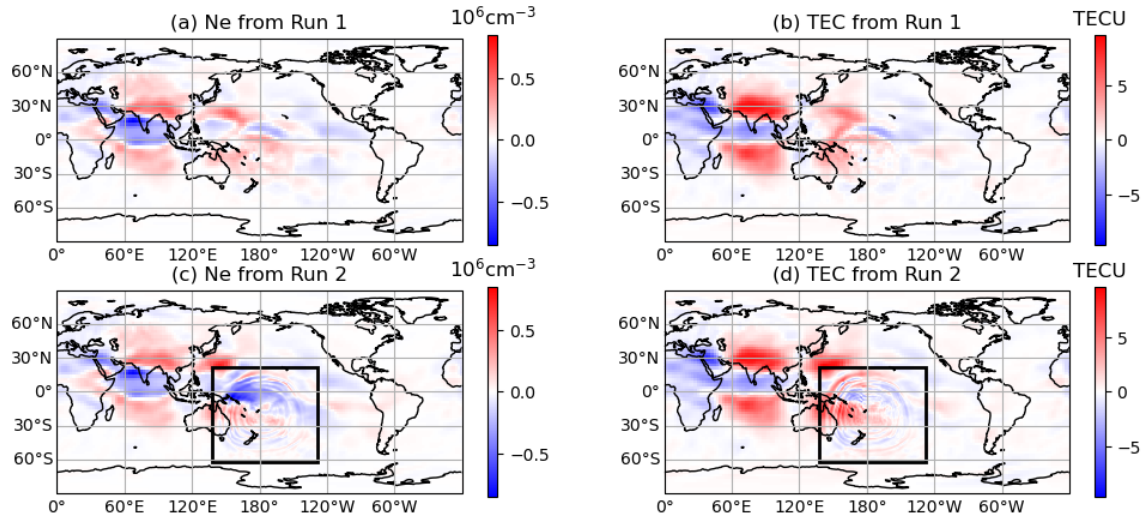 (a) Ne from Run 1
10⁶cm⁻³
60°N
30°N
0°
30°S
60°S
0°
60°E
120°E
180°
120°W
60°W
0.5
0.0
−0.5
(b) TEC from Run 1
TECU
60°N
30°N
0°
30°S
60°S
0°
60°E
120°E
180°
120°W
60°W
5
0
−5
(c) Ne from Run 2
10⁶cm⁻³
60°N
30°N
0°
30°S
60°S
0°
60°E
120°E
180°
120°W
60°W
0.5
0.0
−0.5
(d) TEC from Run 2
TECU
60°N
30°N
0°
30°S
60°S
0°
60°E
120°E
180°
120°W
60°W
5
0
−5